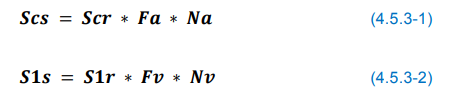 Scs = Scr * Fa * Na (4.5.3-1)
S1s = S1r * Fv * Nv (4.5.3-2)